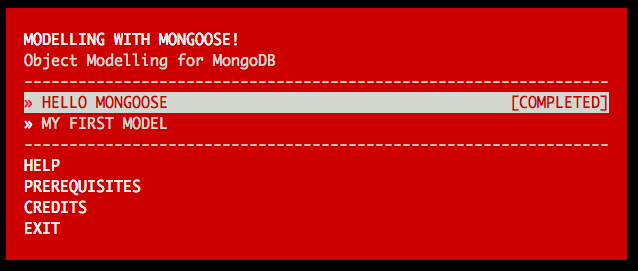 MODELLING WITH MONGOOSE!
Object Modelling for MongoDB
-----------------------------------------------------------------
» HELLO MONGOOSE [COMPLETED]
» MY FIRST MODEL
-----------------------------------------------------------------
HELP
PREREQUISITES
CREDITS
EXIT